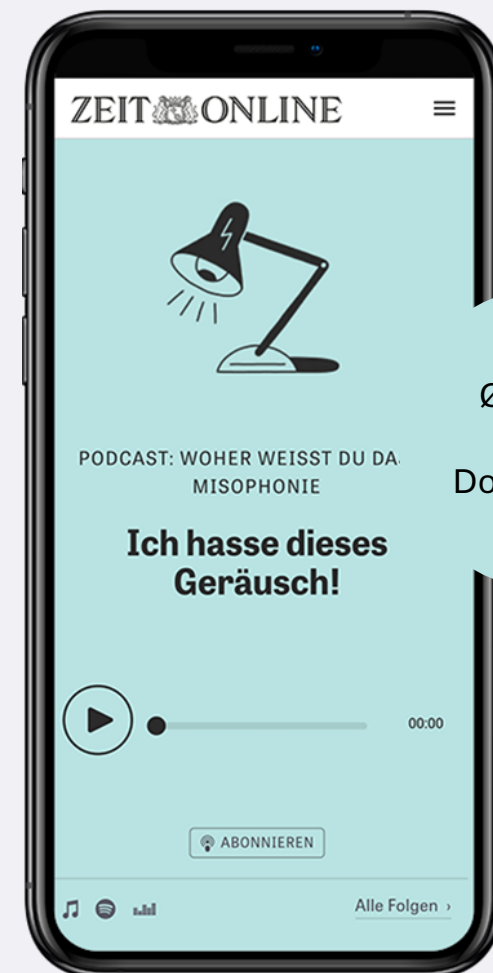 ZEIT ONLINE
PODCAST: WOHER WEISST DU DA
MISOPHONIE
Ich hasse dieses
Geräusch!
00:00
ABONNIEREN
Alle Folgen ›